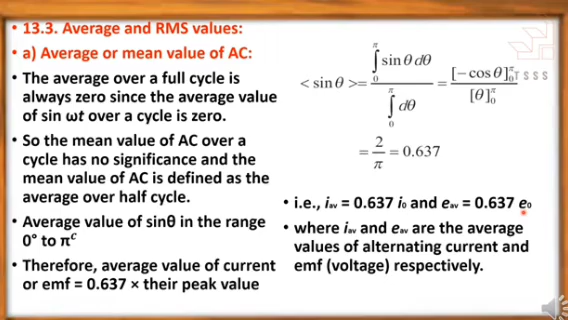 • 13.3. Average and RMS values:
• a) Average or mean value of AC:
• The average over a full cycle is
always zero since the average value
of sin ωt over a cycle is zero.
• So the mean value of AC over a
cycle has no significance and the
mean value of AC is defined as the
average over half cycle.
• Average value of sinθ in the range
0° to πᶜ
• Therefore, average value of current
or emf = 0.637 × their peak value
< sin θ >= ∫₀^π sin θ dθ / ∫₀^π dθ = [− cos θ]₀^π / [θ]₀^π
= 2/π = 0.637
T S S S
• i.e., iₐᵥ = 0.637 i₀ and eₐᵥ = 0.637 e₀
• where iₐᵥ and eₐᵥ are the average
values of alternating current and
emf (voltage) respectively.